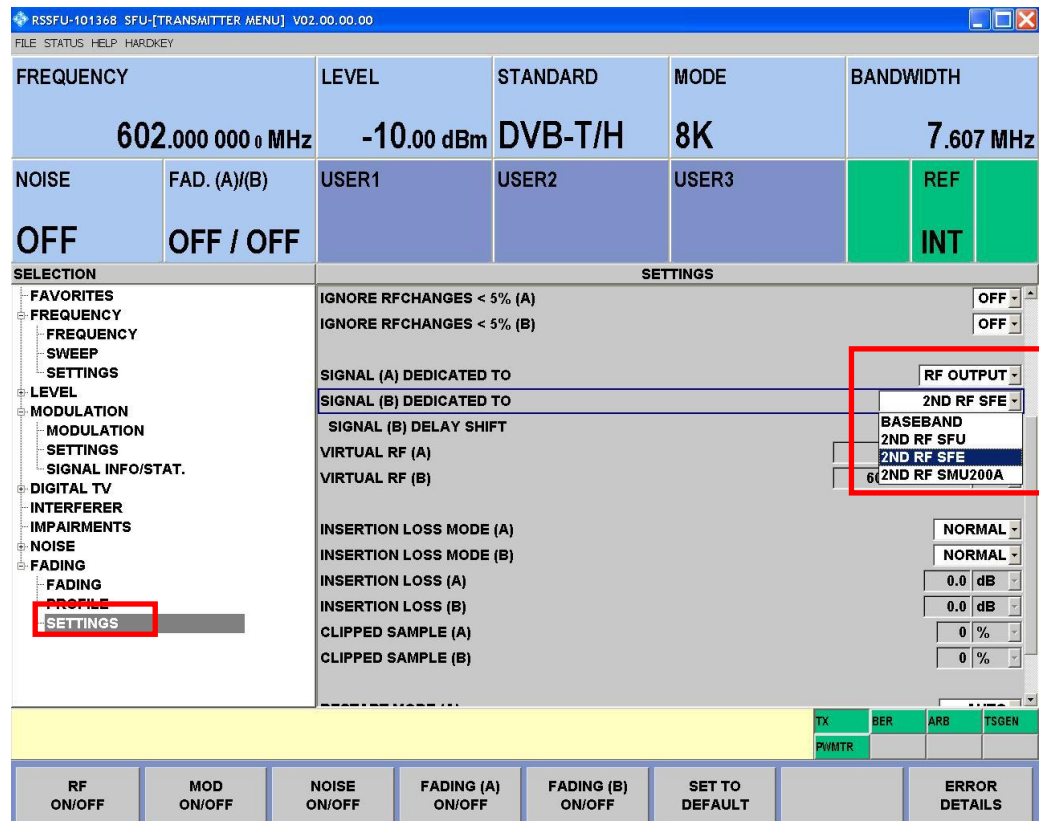 RSSFU-101368 SFU-[TRANSMITTER MENU] V02.00.00.00
FILE STATUS HELP HARDKEY
FREQUENCY LEVEL STANDARD MODE BANDWIDTH
602.000 000 0 MHz -10.00 dBm DVB-T/H 8K 7.607 MHz
NOISE FAD. (A)/(B) USER1 USER2 USER3 REF
OFF OFF / OFF INT
SELECTION
FAVORITES
FREQUENCY
FREQUENCY
SWEEP
SETTINGS
LEVEL
MODULATION
MODULATION
SETTINGS
SIGNAL INFO/STAT.
DIGITAL TV
INTERFERER
IMPAIRMENTS
NOISE
FADING
FADING
PROFILE
SETTINGS
SETTINGS
IGNORE RFCHANGES < 5% (A) OFF
IGNORE RFCHANGES < 5% (B) OFF
SIGNAL (A) DEDICATED TO RF OUTPUT
SIGNAL (B) DEDICATED TO 2ND RF SFE
BASEBAND
2ND RF SFU
2ND RF SFE
2ND RF SMU200A
SIGNAL (B) DELAY SHIFT
VIRTUAL RF (A)
VIRTUAL RF (B)
INSERTION LOSS MODE (A) NORMAL
INSERTION LOSS MODE (B) NORMAL
INSERTION LOSS (A) 0.0 dB
INSERTION LOSS (B) 0.0 dB
CLIPPED SAMPLE (A) 0 %
CLIPPED SAMPLE (B) 0 %
TX BER ARB TSGEN
PWMTR
RF ON/OFF
MOD ON/OFF
NOISE ON/OFF
FADING (A) ON/OFF
FADING (B) ON/OFF
SET TO DEFAULT
ERROR DETAILS